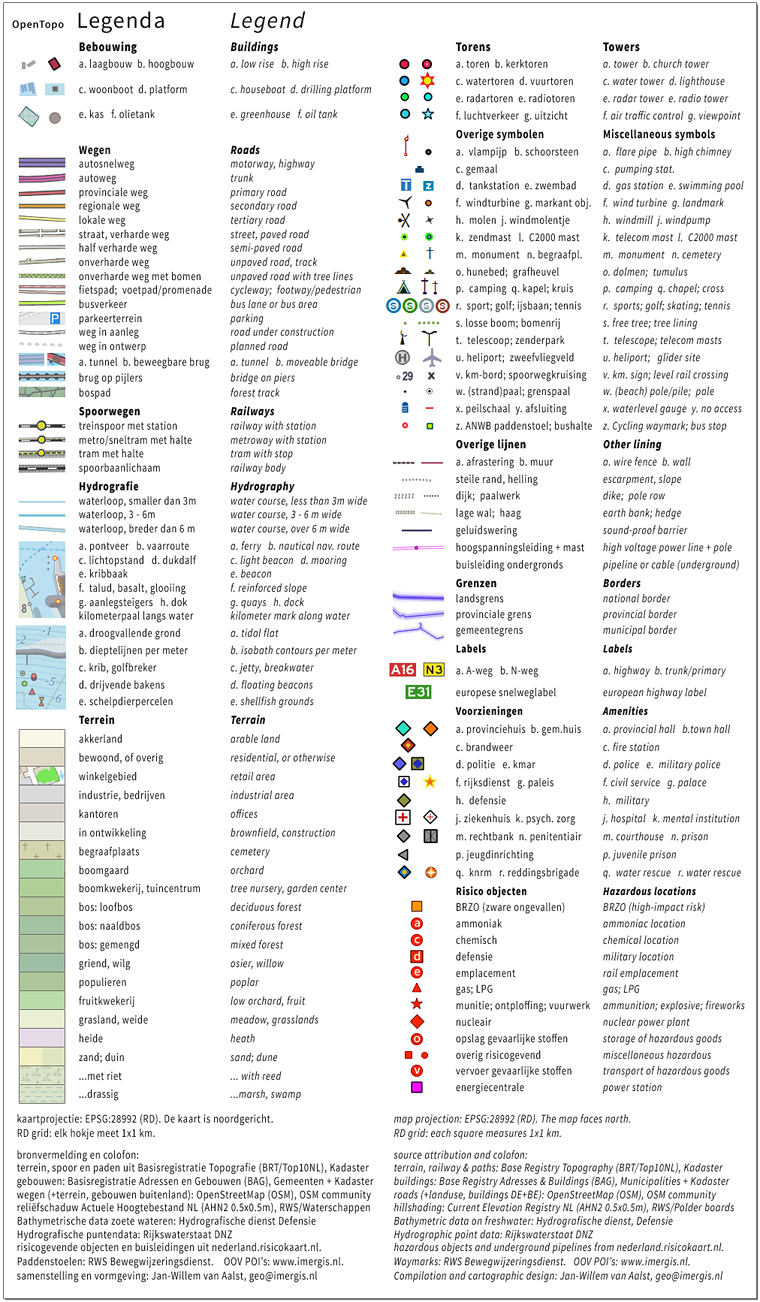 OpenTopo Legenda Legend
Bebouwing Buildings
a. laagbouw b. hoogbouw a. low rise b. high rise
c. woonboot d. platform c. houseboat d. drilling platform
e. kas f. olietank e. greenhouse f. oil tank
Wegen Roads
autosnelweg motorway, highway
autoweg trunk
provinciale weg primary road
regionale weg secondary road
lokale weg tertiary road
straat, verharde weg street, paved road
half verharde weg semi-paved road
onverharde weg unpaved road, track
onverharde weg met bomen unpaved road with tree lines
fietspad; voetpad/promenade cycleway; footway/pedestrian
busverkeer bus lane or bus area
P parkeerterrein parking
weg in aanleg road under construction
weg in ontwerp planned road
a. tunnel b. beweegbare brug a. tunnel b. moveable bridge
brug op pijlers bridge on piers
bospad forest track
Spoorwegen Railways
treinspoor met station railway with station
metro/sneltram met halte metroway with station
tram met halte tram with stop
spoorbaanlichaam railway body
Hydrografie Hydrography
waterloop, smaller dan 3m water course, less than 3m wide
waterloop, 3 - 6m water course, 3 - 6 m wide
waterloop, breder dan 6 m water course, over 6 m wide
a. pontveer b. vaarroute a. ferry b. nautical nav. route
c. lichtopstand d. dukdalf c. light beacon d. mooring
e. kribbaak e. beacon
f. talud, basalt, glooiing f. reinforced slope
g. aanlegsteigers h. dok g. quays h. dock
8 kilometerpaal langs water kilometer mark along water
a. droogvallende grond a. tidal flat
-2 -1 b. dieptelijnen per meter b. isobath contours per meter
c. krib, golfbreker c. jetty, breakwater
-5 d. drijvende bakens d. floating beacons
-6 e. schelpdierpercelen e. shellfish grounds
Terrein Terrain
akkerland arable land
bewoond, of overig residential, or otherwise
winkelgebied retail area
industrie, bedrijven industrial area
kantoren offices
in ontwikkeling brownfield, construction
begraafplaats cemetery
boomgaard orchard
boomkwekerij, tuincentrum tree nursery, garden center
bos: loofbos deciduous forest
bos: naaldbos coniferous forest
bos: gemengd mixed forest
griend, wilg osier, willow
populieren poplar
fruitkwekerij low orchard, fruit
grasland, weide meadow, grasslands
heide heath
zand; duin sand; dune
...met riet ... with reed
...drassig ...marsh, swamp
kaartprojectie: EPSG:28992 (RD). De kaart is noordgericht.
RD grid: elk hokje meet 1x1 km.
bronvermelding en colofon:
terrein, spoor en paden uit Basisregistratie Topografie (BRT/Top10NL), Kadaster
gebouwen: Basisregistratie Adressen en Gebouwen (BAG), Gemeenten + Kadaster
wegen (+terrein, gebouwen buitenland): OpenStreetMap (OSM), OSM community
reliëfschaduw Actuele Hoogtebestand NL (AHN2 0.5x0.5m), RWS/Waterschappen
Bathymetrische data zoete wateren: Hydrografische dienst Defensie
Hydrografische puntendata: Rijkswaterstaat DNZ
risicogevende objecten en buisleidingen uit nederland.risicokaart.nl.
Paddenstoelen: RWS Bewegwijzeringsdienst. OOV POI's: www.imergis.nl.
samenstelling en vormgeving: Jan-Willem van Aalst, geo@imergis.nl
Torens Towers
a. toren b. kerktoren a. tower b. church tower
c. watertoren d. vuurtoren c. water tower d. lighthouse
e. radartoren e. radiotoren e. radar tower e. radio tower
f. luchtverkeer g. uitzicht f. air traffic control g. viewpoint
Overige symbolen Miscellaneous symbols
a. vlampijp b. schoorsteen a. flare pipe b. high chimney
c. gemaal c. pumping stat.
T z d. tankstation e. zwembad d. gas station e. swimming pool
f. windturbine g. markant obj. f. wind turbine g. landmark
h. molen j. windmolentje h. windmill j. windpump
k. zendmast l. C2000 mast k. telecom mast l. C2000 mast
m. monument n. begraafpl. m. monument n. cemetery
o. hunebed; grafheuvel o. dolmen; tumulus
p. camping q. kapel; kruis p. camping q. chapel; cross
S S S S r. sport; golf; ijsbaan; tennis r. sports; golf; skating; tennis
s. losse boom; bomenrij s. free tree; tree lining
t. telescoop; zenderpark t. telescope; telecom masts
H u. heliport; zweefvliegveld u. heliport; glider site
29 x v. km-bord; spoorwegkruising v. km. sign; level rail crossing
w. (strand)paal; grenspaal w. (beach) pole/pile; pole
x. peilschaal y. afsluiting x. waterlevel gauge y. no access
z. ANWB paddenstoel; bushalte z. Cycling waymark; bus stop
Overige lijnen Other lining
a. afrastering b. muur a. wire fence b. wall
steile rand, helling escarpment, slope
dijk; paalwerk dike; pole row
lage wal; haag earth bank; hedge
geluidswering sound-proof barrier
hoogspanningsleiding + mast high voltage power line + pole
buisleiding ondergronds pipeline or cable (underground)
Grenzen Borders
landsgrens national border
provinciale grens provincial border
gemeentegrens municipal border
Labels Labels
A16 N3 a. A-weg b. N-weg a. highway b. trunk/primary
E31 europese snelweglabel european highway label
Voorzieningen Amenities
a. provinciehuis b. gem.huis a. provincial hall b.town hall
c. brandweer c. fire station
d. politie e. kmar d. police e. military police
f. rijksdienst g. paleis f. civil service g. palace
h. defensie h. military
j. ziekenhuis k. psych. zorg j. hospital k. mental institution
m. rechtbank n. penitentiair m. courthouse n. prison
p. jeugdinrichting p. juvenile prison
q. knrm r. reddingsbrigade q. water rescue r. water rescue
Risico objecten Hazardous locations
BRZO (zware ongevallen) BRZO (high-impact risk)
a ammoniak ammoniac location
c chemisch chemical location
d defensie military location
e emplacement rail emplacement
gas; LPG gas; LPG
munitie; ontploffing; vuurwerk ammunition; explosive; fireworks
nucleair nuclear power plant
o opslag gevaarlijke stoffen storage of hazardous goods
overig risicogevend miscellaneous hazardous
v vervoer gevaarlijke stoffen transport of hazardous goods
energiecentrale power station
map projection: EPSG:28992 (RD). The map faces north.
RD grid: each square measures 1x1 km.
source attribution and colofon:
terrain, railway & paths: Base Registry Topography (BRT/Top10NL), Kadaster
buildings: Base Registry Adresses & Buildings (BAG), Municipalities + Kadaster
roads (+landuse, buildings DE+BE): OpenStreetMap (OSM), OSM community
hillshading: Current Elevation Registry NL (AHN2 0.5x0.5m), RWS/Polder boards
Bathymetric data on freshwater: Hydrografische dienst, Defensie
Hydrographic point data: Rijkswaterstaat DNZ
hazardous objects and underground pipelines from nederland.risicokaart.nl.
Waymarks: RWS Bewegwijzeringsdienst. OOV POI's: www.imergis.nl.
Compilation and cartographic design: Jan-Willem van Aalst, geo@imergis.nl